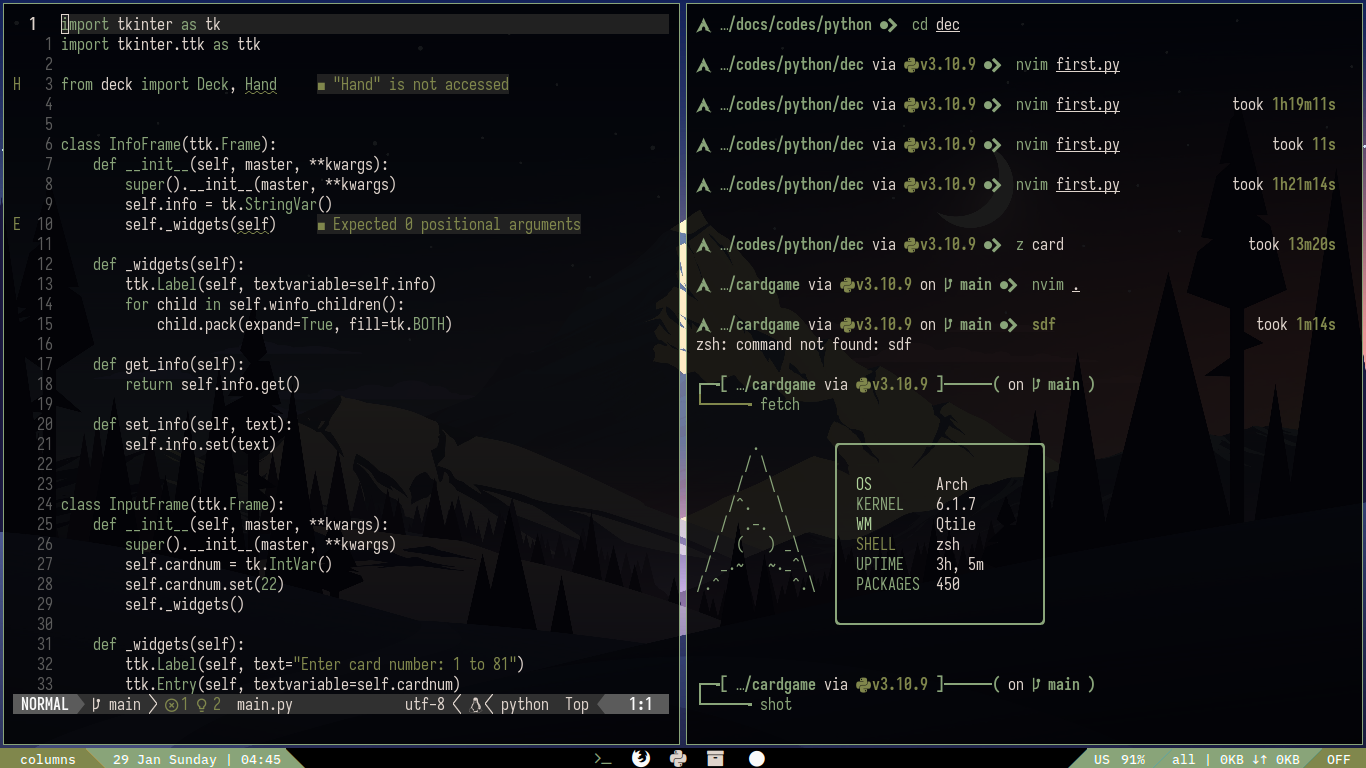 1 import tkinter as tk
1 import tkinter.ttk as ttk
2
H 3 from deck import Deck, Hand ■ "Hand" is not accessed
4
5
6 class InfoFrame(ttk.Frame):
7 def __init__(self, master, **kwargs):
8 super().__init__(master, **kwargs)
9 self.info = tk.StringVar()
E 10 self._widgets(self) ■ Expected 0 positional arguments
11
12 def _widgets(self):
13 ttk.Label(self, textvariable=self.info)
14 for child in self.winfo_children():
15 child.pack(expand=True, fill=tk.BOTH)
16
17 def get_info(self):
18 return self.info.get()
19
20 def set_info(self, text):
21 self.info.set(text)
22
23
24 class InputFrame(ttk.Frame):
25 def __init__(self, master, **kwargs):
26 super().__init__(master, **kwargs)
27 self.cardnum = tk.IntVar()
28 self.cardnum.set(22)
29 self._widgets()
30
31 def _widgets(self):
32 ttk.Label(self, text="Enter card number: 1 to 81")
33 ttk.Entry(self, textvariable=self.cardnum)
NORMAL main 1 2 main.py utf-8 python Top 1:1
…/docs/codes/python cd dec
…/codes/python/dec via v3.10.9 nvim first.py
…/codes/python/dec via v3.10.9 nvim first.py took 1h19m11s
…/codes/python/dec via v3.10.9 nvim first.py took 11s
…/codes/python/dec via v3.10.9 nvim first.py took 1h21m14s
…/codes/python/dec via v3.10.9 z card took 13m20s
…/cardgame via v3.10.9 on main nvim .
…/cardgame via v3.10.9 on main sdf took 1m14s
zsh: command not found: sdf
[ …/cardgame via v3.10.9 ] ( on main )
fetch
OS Arch
KERNEL 6.1.7
WM Qtile
SHELL zsh
UPTIME 3h, 5m
PACKAGES 450
[ …/cardgame via v3.10.9 ] ( on main )
shot
columns 29 Jan Sunday | 04:45 US 91% all | 0KB ↓↑ 0KB OFF